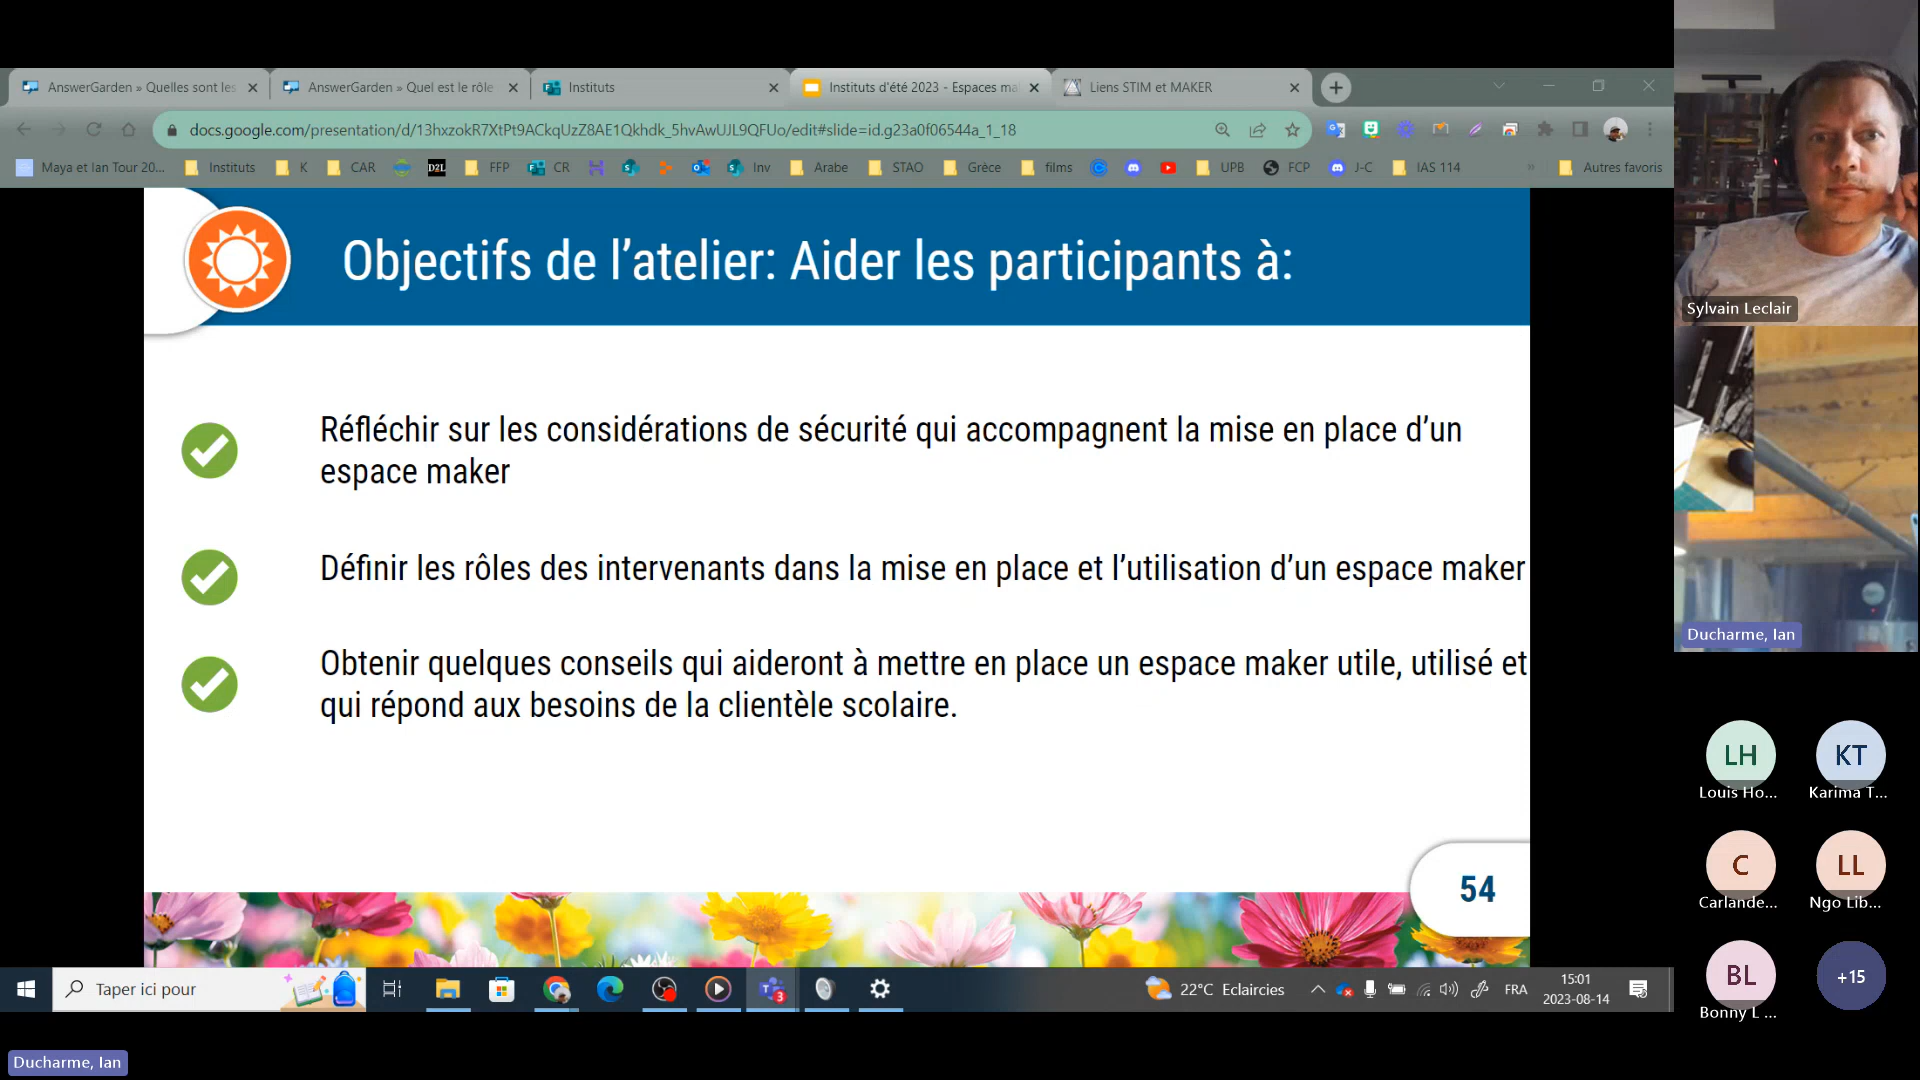 AnswerGarden » Quelles sont les
AnswerGarden » Quel est le rôle
Instituts
Instituts d'été 2023 - Espaces ma
Liens STIM et MAKER
docs.google.com/presentation/d/13hxzokR7XtPt9ACkqUzZ8AE1Qkhdk_5hvAwUJL9QFUo/edit#slide=id.g23a0f06544a_1_18
Maya et Ian Tour 20... Instituts K CAR D2L FFP CR Inv Arabe STAO Grèce films UPB FCP J-C IAS 114 » Autres favoris
Objectifs de l’atelier: Aider les participants à:
Réfléchir sur les considérations de sécurité qui accompagnent la mise en place d’un
espace maker
Définir les rôles des intervenants dans la mise en place et l’utilisation d’un espace maker
Obtenir quelques conseils qui aideront à mettre en place un espace maker utile, utilisé et
qui répond aux besoins de la clientèle scolaire.
54
Taper ici pour
3
22°C Eclaircies
FRA
15:01
2023-08-14
Sylvain Leclair
Ducharme, Ian
LH
Louis Ho...
KT
Karima T...
C
Carlande...
LL
Ngo Lib...
BL
Bonny L ...
+15
Ducharme, Ian